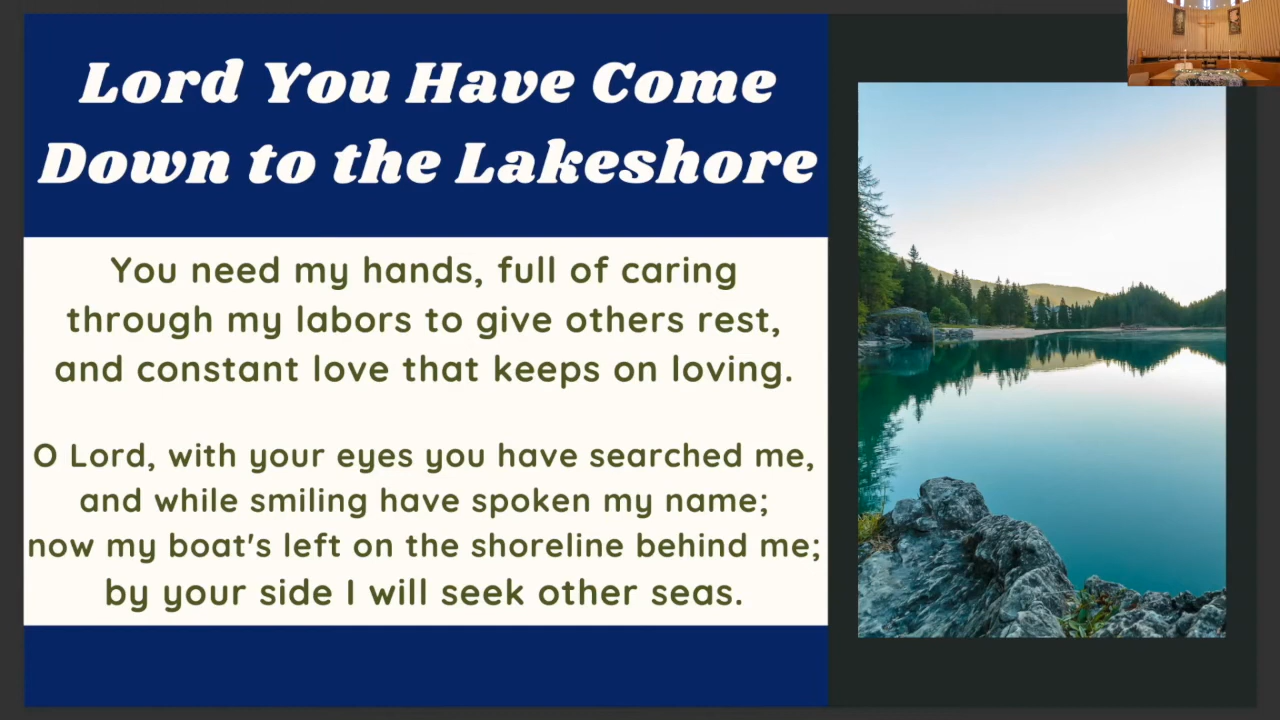 Lord You Have Come
Down to the Lakeshore
You need my hands, full of caring
through my labors to give others rest,
and constant love that keeps on loving.
O Lord, with your eyes you have searched me,
and while smiling have spoken my name;
now my boat's left on the shoreline behind me;
by your side I will seek other seas.